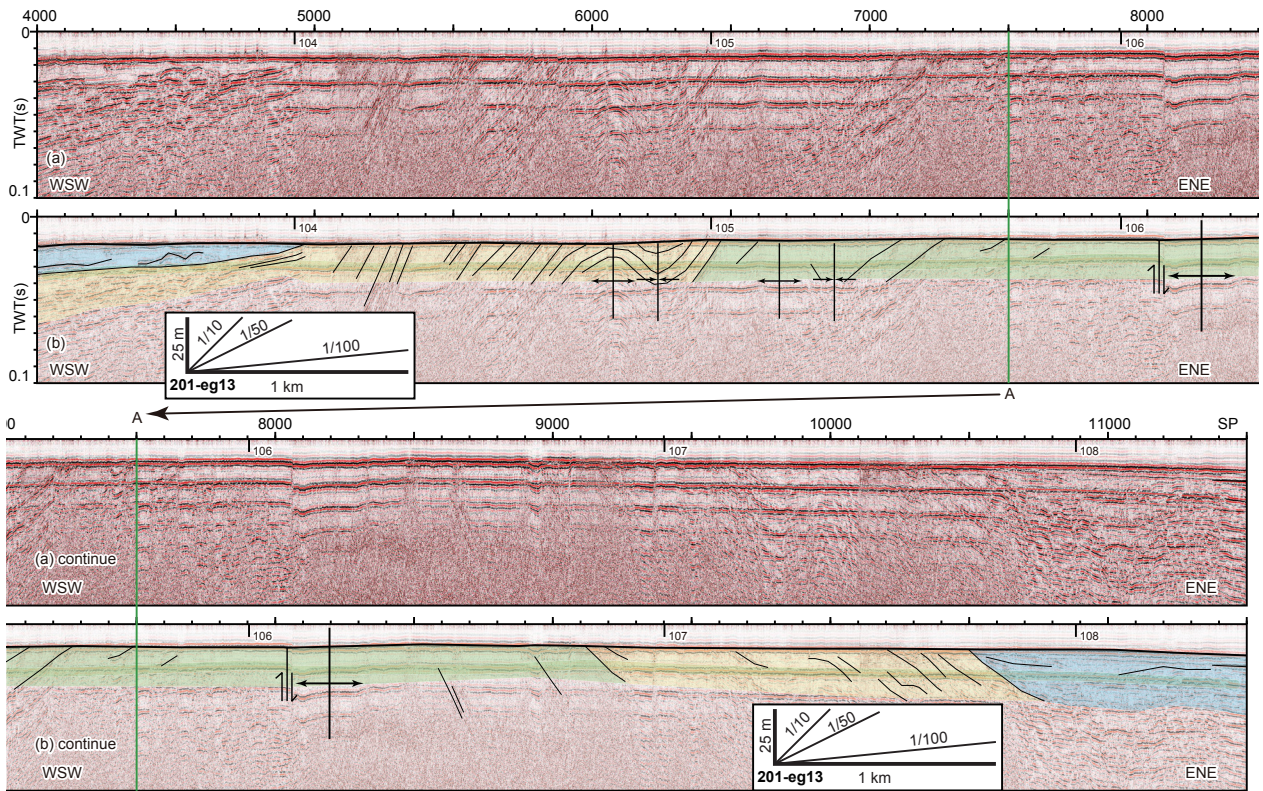 4000 5000 6000 7000 8000
0
104 105 106
TWT(s)
(a)
WSW ENE
0.1
0
104 105 106
TWT(s)
(b)
WSW ENE
0.1
25 m 1/10 1/50 1/100
201-eg13 1 km
A A
00 8000 9000 10000 11000 SP
106 107 108
(a) continue
WSW ENE
106 107 108
(b) continue
WSW ENE
25 m 1/10 1/50 1/100
201-eg13 1 km